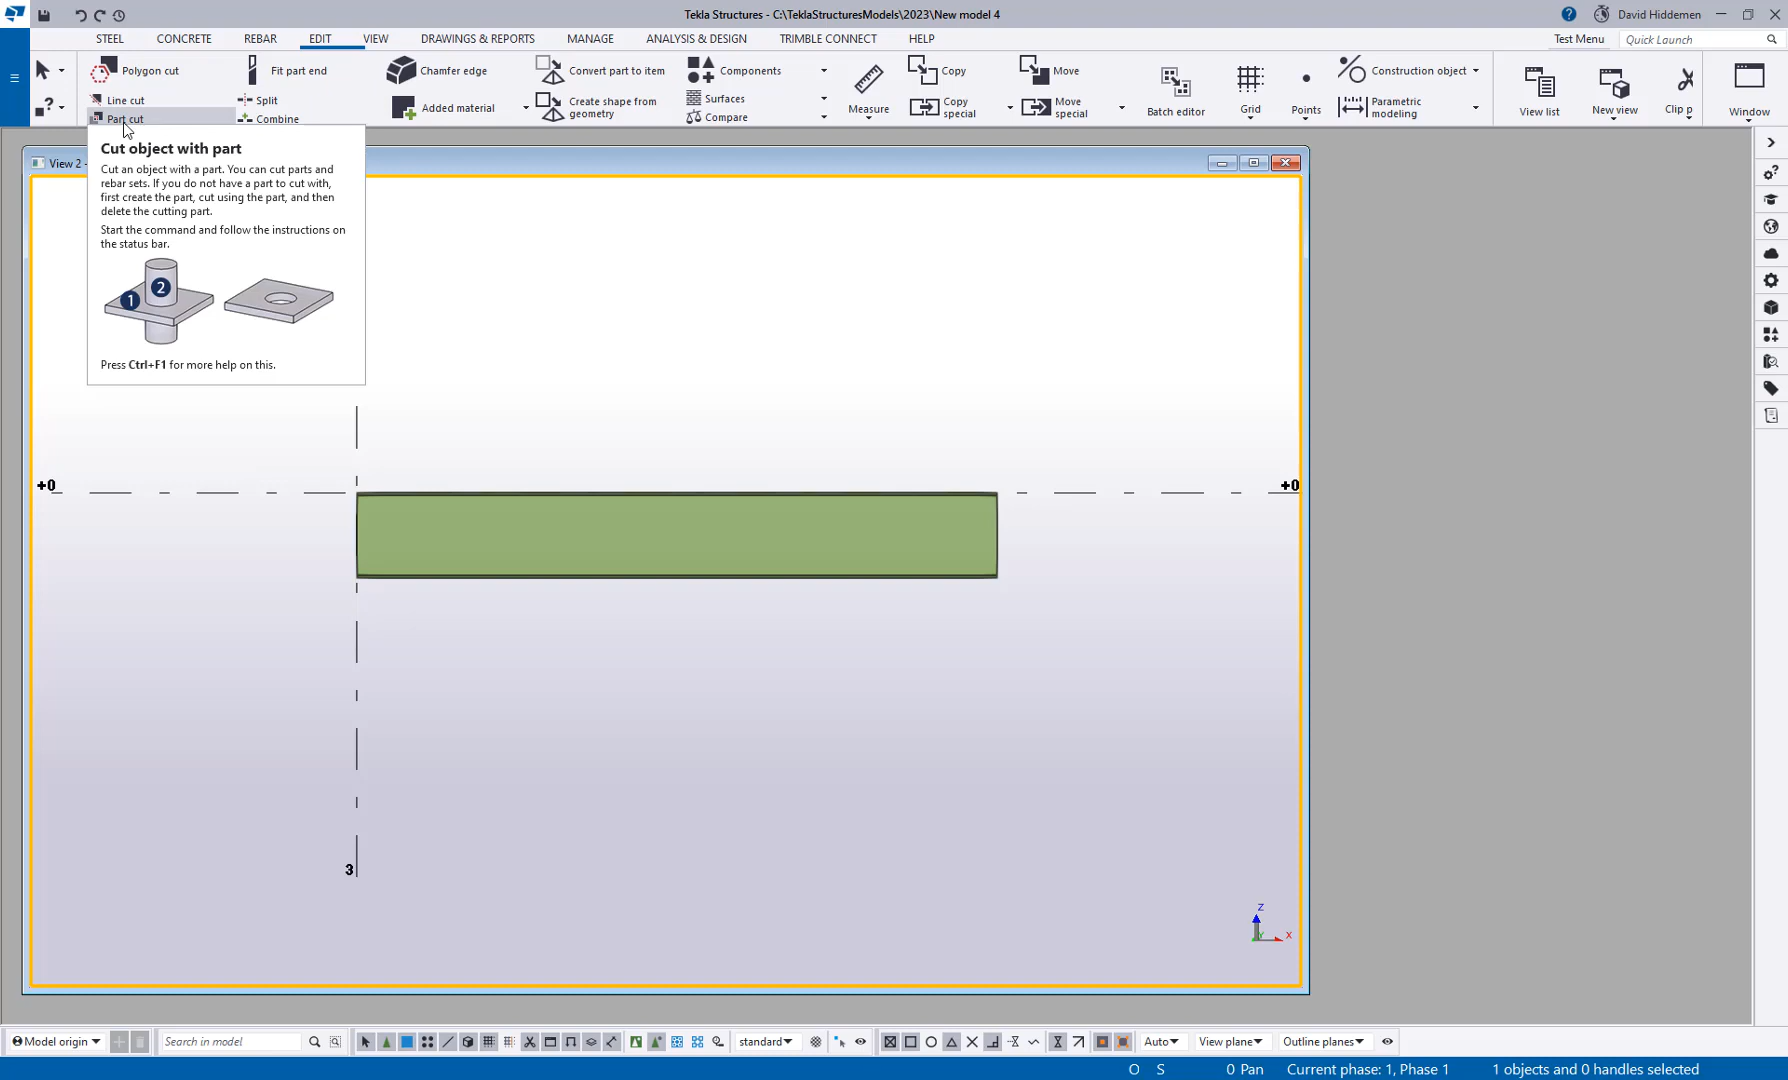 Tekla Structures - C:\TeklaStructuresModels\2023\New model 4
David Hiddemen
STEEL
CONCRETE
REBAR
EDIT
VIEW
DRAWINGS & REPORTS
MANAGE
ANALYSIS & DESIGN
TRIMBLE CONNECT
HELP
Test Menu
Quick Launch
Polygon cut
Line cut
Part cut
Fit part end
Split
Combine
Chamfer edge
Added material
Convert part to item
Create shape from
geometry
Components
Surfaces
Compare
Measure
Copy
Copy
special
Move
Move
special
Batch editor
Grid
Points
Construction object
Parametric
modeling
View list
New view
Clip p
Window
View 2 -
Cut object with part
Cut an object with a part. You can cut parts and
rebar sets. If you do not have a part to cut with,
first create the part, cut using the part, and then
delete the cutting part.
Start the command and follow the instructions on
the status bar.
1
2
Press Ctrl+F1 for more help on this.
+0
+0
3
Z
Y
X
Model origin
Search in model
standard
Auto
View plane
Outline planes
O
S
0 Pan
Current phase: 1, Phase 1
1 objects and 0 handles selected